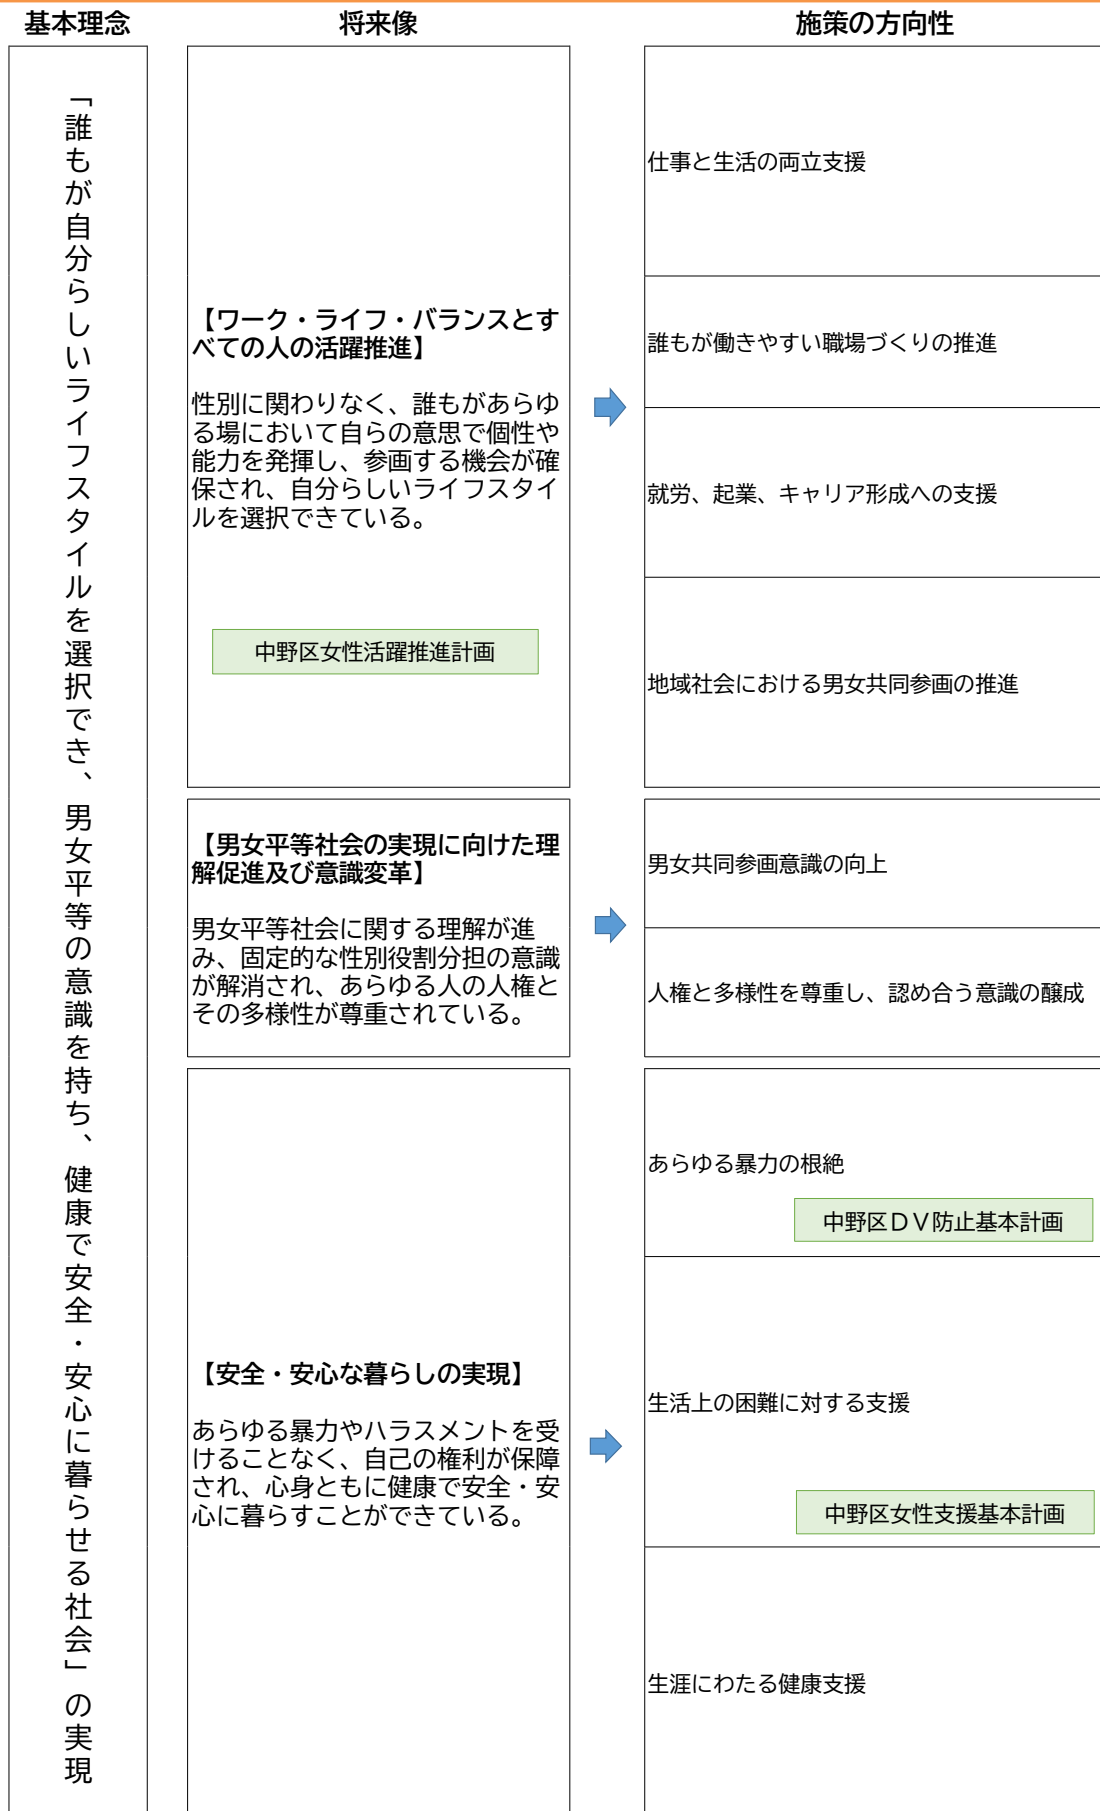 基本理念
将来像
施策の方向性
「誰もが自分らしいライフスタイルを選択でき、男女平等の意識を持ち、健康で安全・安心に暮らせる社会」の実現
【ワーク・ライフ・バランスとす
べての人の活躍推進】
性別に関わりなく、誰もがあらゆ
る場において自らの意思で個性や
能力を発揮し、参画する機会が確
保され、自分らしいライフスタイ
ルを選択できている。
中野区女性活躍推進計画
仕事と生活の両立支援
誰もが働きやすい職場づくりの推進
就労、起業、キャリア形成への支援
地域社会における男女共同参画の推進
【男女平等社会の実現に向けた理
解促進及び意識変革】
男女平等社会に関する理解が進
み、固定的な性別役割分担の意識
が解消され、あらゆる人の人権と
その多様性が尊重されている。
男女共同参画意識の向上
人権と多様性を尊重し、認め合う意識の醸成
【安全・安心な暮らしの実現】
あらゆる暴力やハラスメントを受
けることなく、自己の権利が保障
され、心身ともに健康で安全・安
心に暮らすことができている。
あらゆる暴力の根絶
中野区ＤＶ防止基本計画
生活上の困難に対する支援
中野区女性支援基本計画
生涯にわたる健康支援